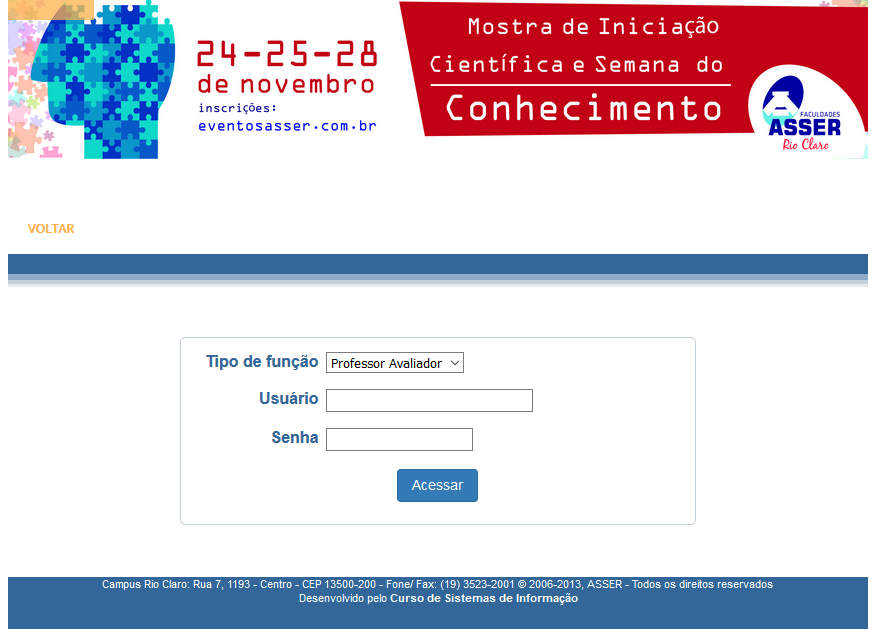 24-25-28
de novembro
inscrições:
eventosasser.com.br
Mostra de Iniciação
Científica e Semana do
Conhecimento
FACULDADES
ASSER
Rio Claro
VOLTAR
Tipo de função Professor Avaliador
Usuário
Senha
Acessar
Campus Rio Claro: Rua 7, 1193 - Centro - CEP 13500-200 - Fone/ Fax: (19) 3523-2001 © 2006-2013, ASSER - Todos os direitos reservados
Desenvolvido pelo Curso de Sistemas de Informação